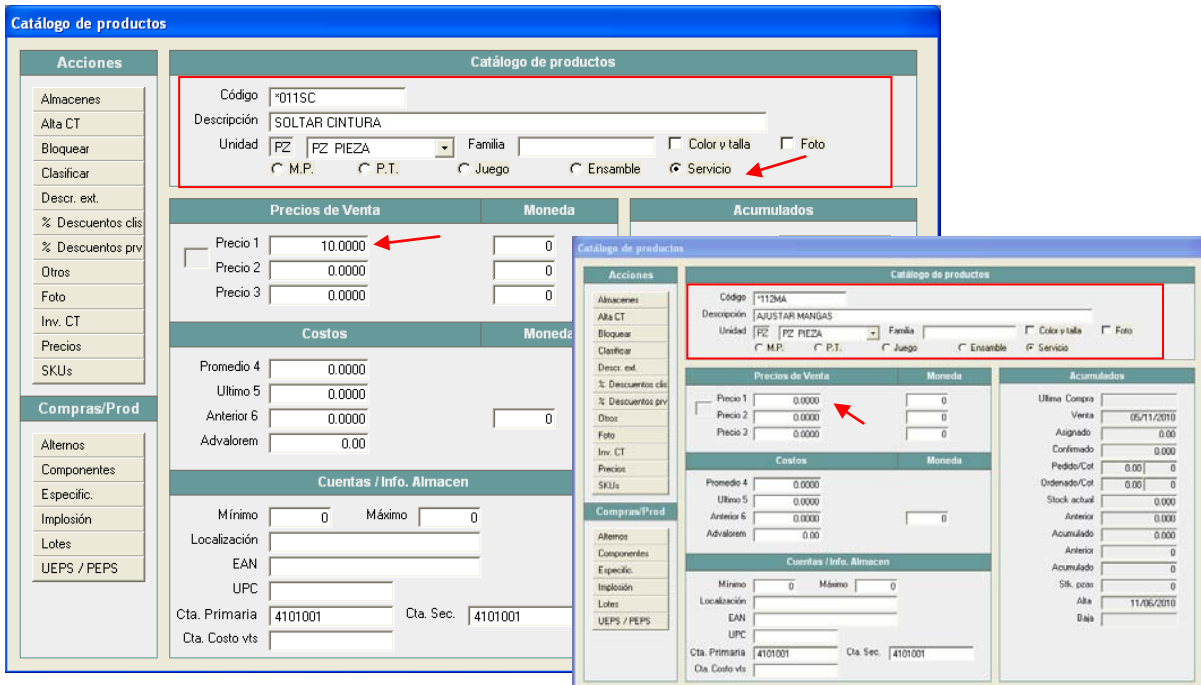 Catálogo de productos
Acciones
Almacenes
Alta CT
Bloquear
Clasificar
Descr. ext.
% Descuentos clis
% Descuentos prv
Otros
Foto
Inv. CT
Precios
SKUs
Compras/Prod
Alternos
Componentes
Especific.
Implosión
Lotes
UEPS / PEPS
Catálogo de productos
Código *011SC
Descripción SOLTAR CINTURA
Unidad PZ PZ PIEZA Familia Color y talla Foto
M.P. P.T. Juego Ensamble Servicio
Precios de Venta Moneda
Precio 1 10.0000 0
Precio 2 0.0000 0
Precio 3 0.0000 0
Costos Moneda
Promedio 4 0.0000
Ultimo 5 0.0000
Anterior 6 0.0000 0
Advalorem 0.00
Cuentas / Info. Almacen
Mínimo 0 Máximo 0
Localización
EAN
UPC
Cta. Primaria 4101001 Cta. Sec. 4101001
Cta. Costo vts
Acumulados
Catálogo de productos
Acciones
Almacenes
Alta CT
Bloquear
Clasificar
Descr. ext.
% Descuentos clis
% Descuentos prv
Otros
Foto
Inv. CT
Precios
SKUs
Compras/Prod
Alternos
Componentes
Especific.
Implosión
Lotes
UEPS / PEPS
Catálogo de productos
Código *112MA
Descripción AJUSTAR MANGAS
Unidad PZ PZ PIEZA Familia Color y talla Foto
M.P. P.T. Juego Ensamble Servicio
Precios de Venta Moneda
Precio 1 0.0000 0
Precio 2 0.0000 0
Precio 3 0.0000 0
Costos Moneda
Promedio 4 0.0000
Ultimo 5 0.0000
Anterior 6 0.0000 0
Advalorem 0.00
Cuentas / Info. Almacen
Mínimo 0 Máximo 0
Localización
EAN
UPC
Cta. Primaria 4101001 Cta. Sec. 4101001
Cta. Costo vts
Acumulados
Ultima Compra
Venta 05/11/2010
Asignado 0.00
Confirmado 0.000
Pedido/Cot 0.00 0
Ordenado/Cot 0.00 0
Stock actual 0.000
Anterior 0.000
Acumulado 0.000
Anterior 0
Acumulado 0
Stk. pzas 0
Alta 11/06/2010
Baja